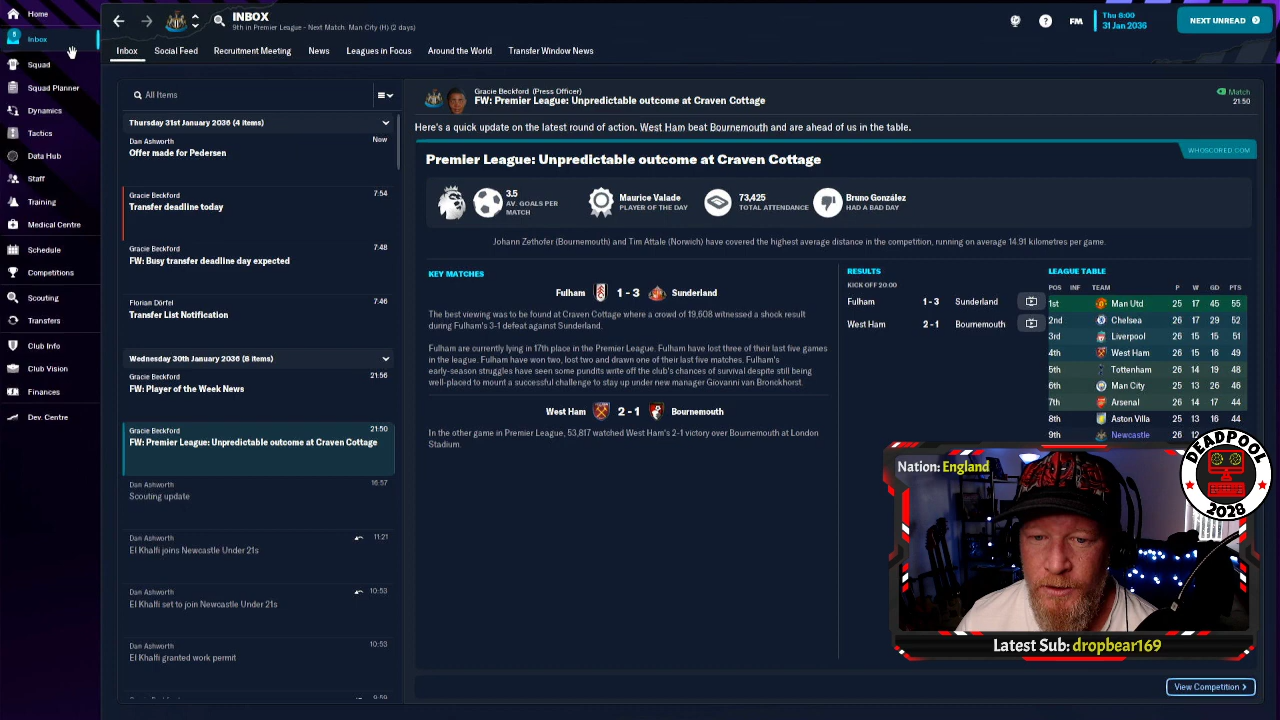 Home
Inbox
Squad
Squad Planner
Dynamics
Tactics
Data Hub
Staff
Training
Medical Centre
Schedule
Competitions
Scouting
Transfers
Club Info
Club Vision
Finances
Dev. Centre
INBOX
9th in Premier League - Next Match: Man City (H) (2 days)
FM
Thu 8:00
31 Jan 2036
NEXT UNREAD
Inbox
Social Feed
Recruitment Meeting
News
Leagues in Focus
Around the World
Transfer Window News
All Items
Thursday 31st January 2036 (4 items)
Dan Ashworth Now
Offer made for Pedersen
Gracie Beckford 7:54
Transfer deadline today
Gracie Beckford 7:48
FW: Busy transfer deadline day expected
Florian Dörfel 7:46
Transfer List Notification
Wednesday 30th January 2036 (8 items)
Gracie Beckford 21:56
FW: Player of the Week News
Gracie Beckford 21:50
FW: Premier League: Unpredictable outcome at Craven Cottage
Dan Ashworth 16:57
Scouting update
Dan Ashworth 11:21
El Khalfi joins Newcastle Under 21s
Dan Ashworth 10:53
El Khalfi set to join Newcastle Under 21s
Dan Ashworth 10:53
El Khalfi granted work permit
Dan Ashworth 9:59
Gracie Beckford (Press Officer)
FW: Premier League: Unpredictable outcome at Craven Cottage
Match
21:50
Here's a quick update on the latest round of action. West Ham beat Bournemouth and are ahead of us in the table.
WHOSCORED.COM
Premier League: Unpredictable outcome at Craven Cottage
3.5
AV. GOALS PER
MATCH
Maurice Valade
PLAYER OF THE DAY
73,425
TOTAL ATTENDANCE
Bruno González
HAD A BAD DAY
Johann Zethofer (Bournemouth) and Tim Attale (Norwich) have covered the highest average distance in the competition, running on average 14.91 kilometres per game.
KEY MATCHES
Fulham 1 - 3 Sunderland
The best viewing was to be found at Craven Cottage where a crowd of 19,608 witnessed a shock result
during Fulham's 3-1 defeat against Sunderland.
Fulham are currently lying in 17th place in the Premier League. Fulham have lost three of their last five games
in the league. Fulham have won two, lost two and drawn one of their last five matches. Fulham's
early-season struggles have seen some pundits write off the club's chances of survival despite still being
well-placed to mount a successful challenge to stay up under new manager Giovanni van Bronckhorst.
West Ham 2 - 1 Bournemouth
In the other game in Premier League, 53,817 watched West Ham's 2-1 victory over Bournemouth at London
Stadium.
RESULTS
KICK OFF 20:00
Fulham 1 - 3 Sunderland
West Ham 2 - 1 Bournemouth
LEAGUE TABLE
POS INF TEAM P W GD PTS
1st Man Utd 25 17 45 55
2nd Chelsea 26 17 29 52
3rd Liverpool 26 15 15 51
4th West Ham 26 15 16 49
5th Tottenham 26 14 19 48
6th Man City 25 13 26 46
7th Arsenal 26 14 17 44
8th Aston Villa 25 13 16 44
9th Newcastle 26
View Competition
Nation: England
DEADPOOL
2028
Latest Sub: dropbear169